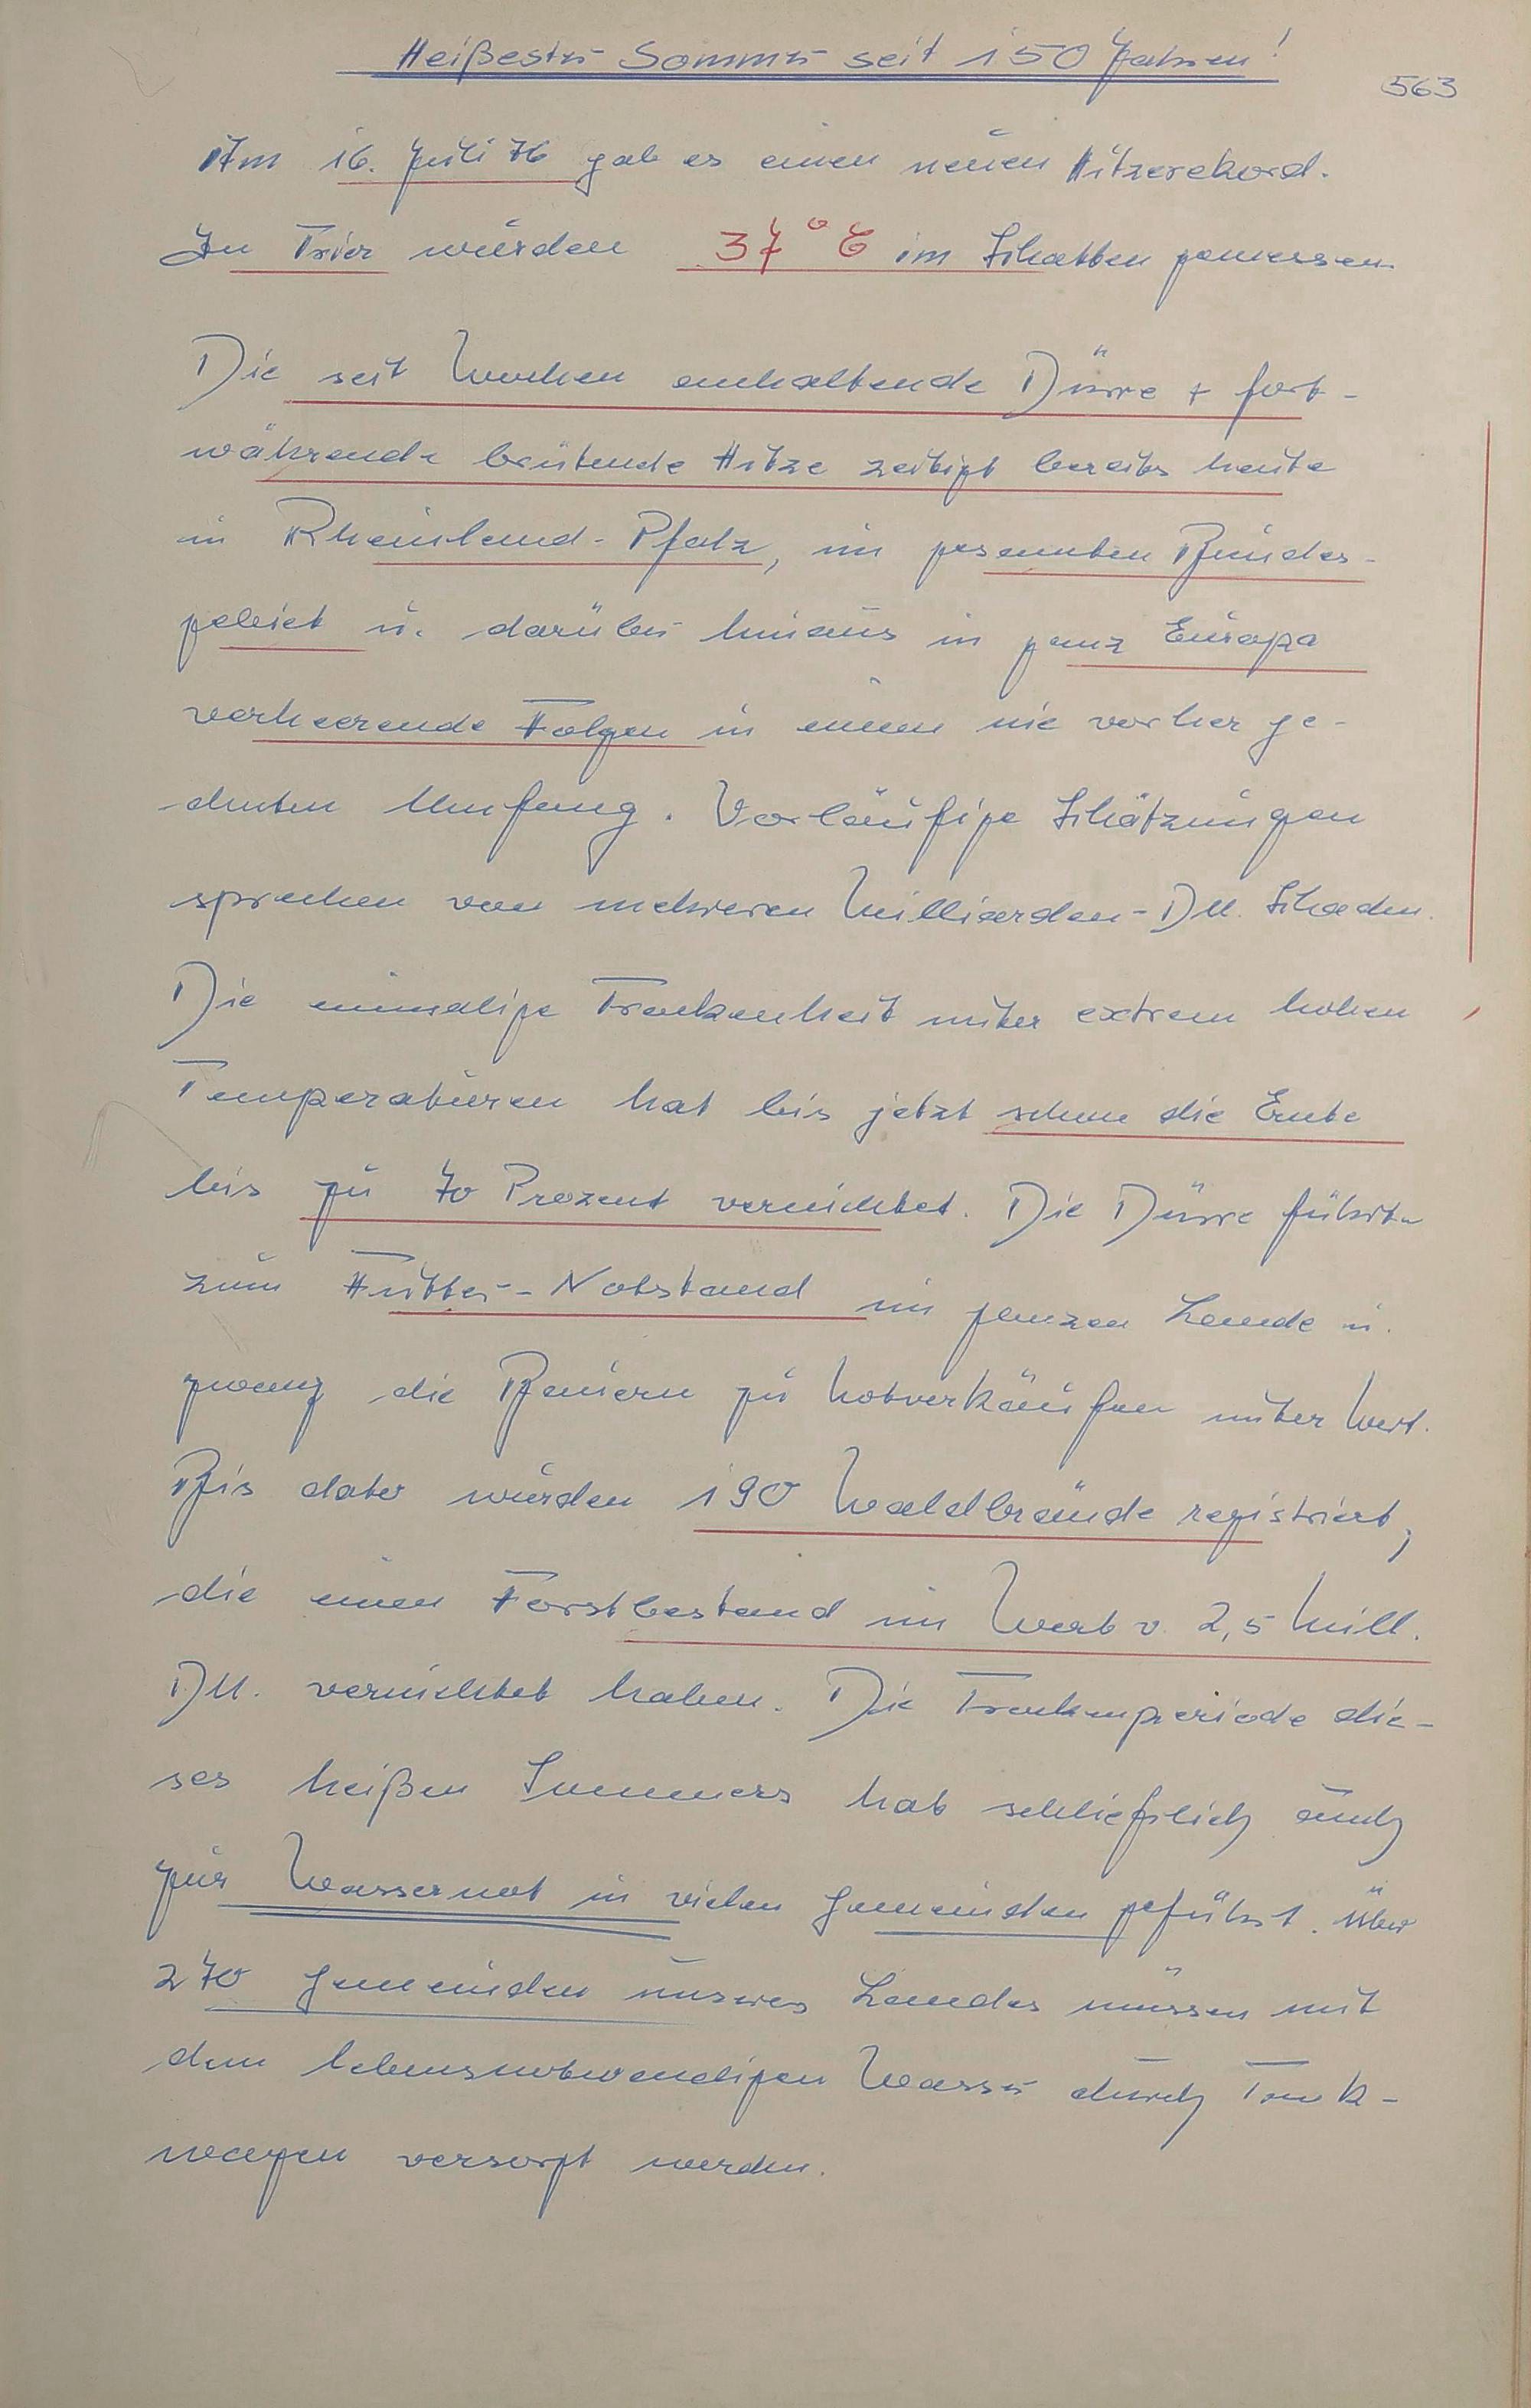 Heißester Sommer seit 150 Jahren!
563
Am 16. Juli 76 gab es einen neuen Hitzerekord.
In Trier wurden 37° C im Schatten gemessen.
Die seit Wochen anhaltende Dürre + fort-
währende brütende Hitze zeitigt bereits heute
in Rheinland-Pfalz, im gesamten Bundes-
gebiet u. darüber hinaus in ganz Europa
verheerende Folgen in einem nie vorher ge-
ahnten Umfang. Vorläufige Schätzungen
sprechen von mehreren Milliarden-DM. Schaden.
Die einmalige Trockenheit unter extrem hohen
Temperaturen hat bis jetzt schon die Ernte
bis zu 70 Prozent vernichtet. Die Dürre führte
zum Futter-Notstand im ganzen Lande u.
zwang die Bauern zu Notverkäufen unter Wert.
Bis dato wurden 190 Waldbrände registriert,
die einen Forstbestand im Wert v. 2,5 Mill.
DM. vernichtet haben. Die Trockenperiode die-
ses heißen Sommers hat schließlich auch
zur Wassernot in vielen Gemeinden geführt. Über
270 Gemeinden unseres Landes müssen mit
dem lebensnotwendigen Wasser durch Tank-
wagen versorgt werden.